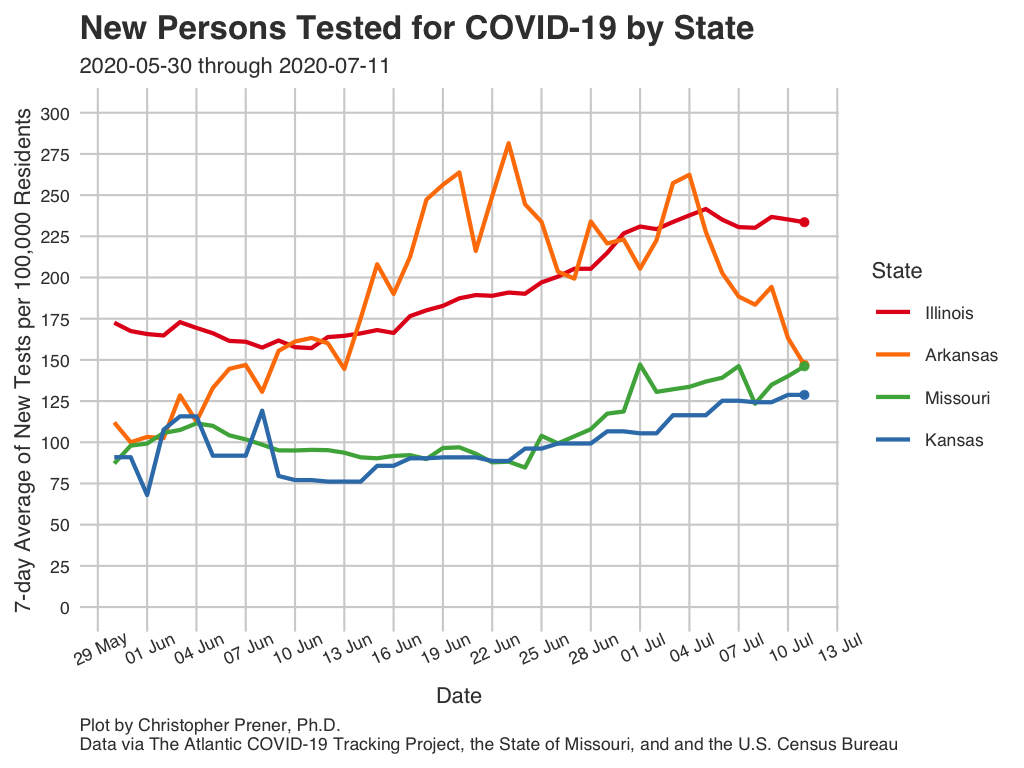 New Persons Tested for COVID-19 by State
2020-05-30 through 2020-07-11
7-day Average of New Tests per 100,000 Residents
300
275
250
225
200
175
150
125
100
75
50
25
0
29 May
01 Jun
04 Jun
07 Jun
10 Jun
13 Jun
16 Jun
19 Jun
22 Jun
25 Jun
28 Jun
01 Jul
04 Jul
07 Jul
10 Jul
13 Jul
Date
State
Illinois
Arkansas
Missouri
Kansas
Plot by Christopher Prener, Ph.D.
Data via The Atlantic COVID-19 Tracking Project, the State of Missouri, and and the U.S. Census Bureau